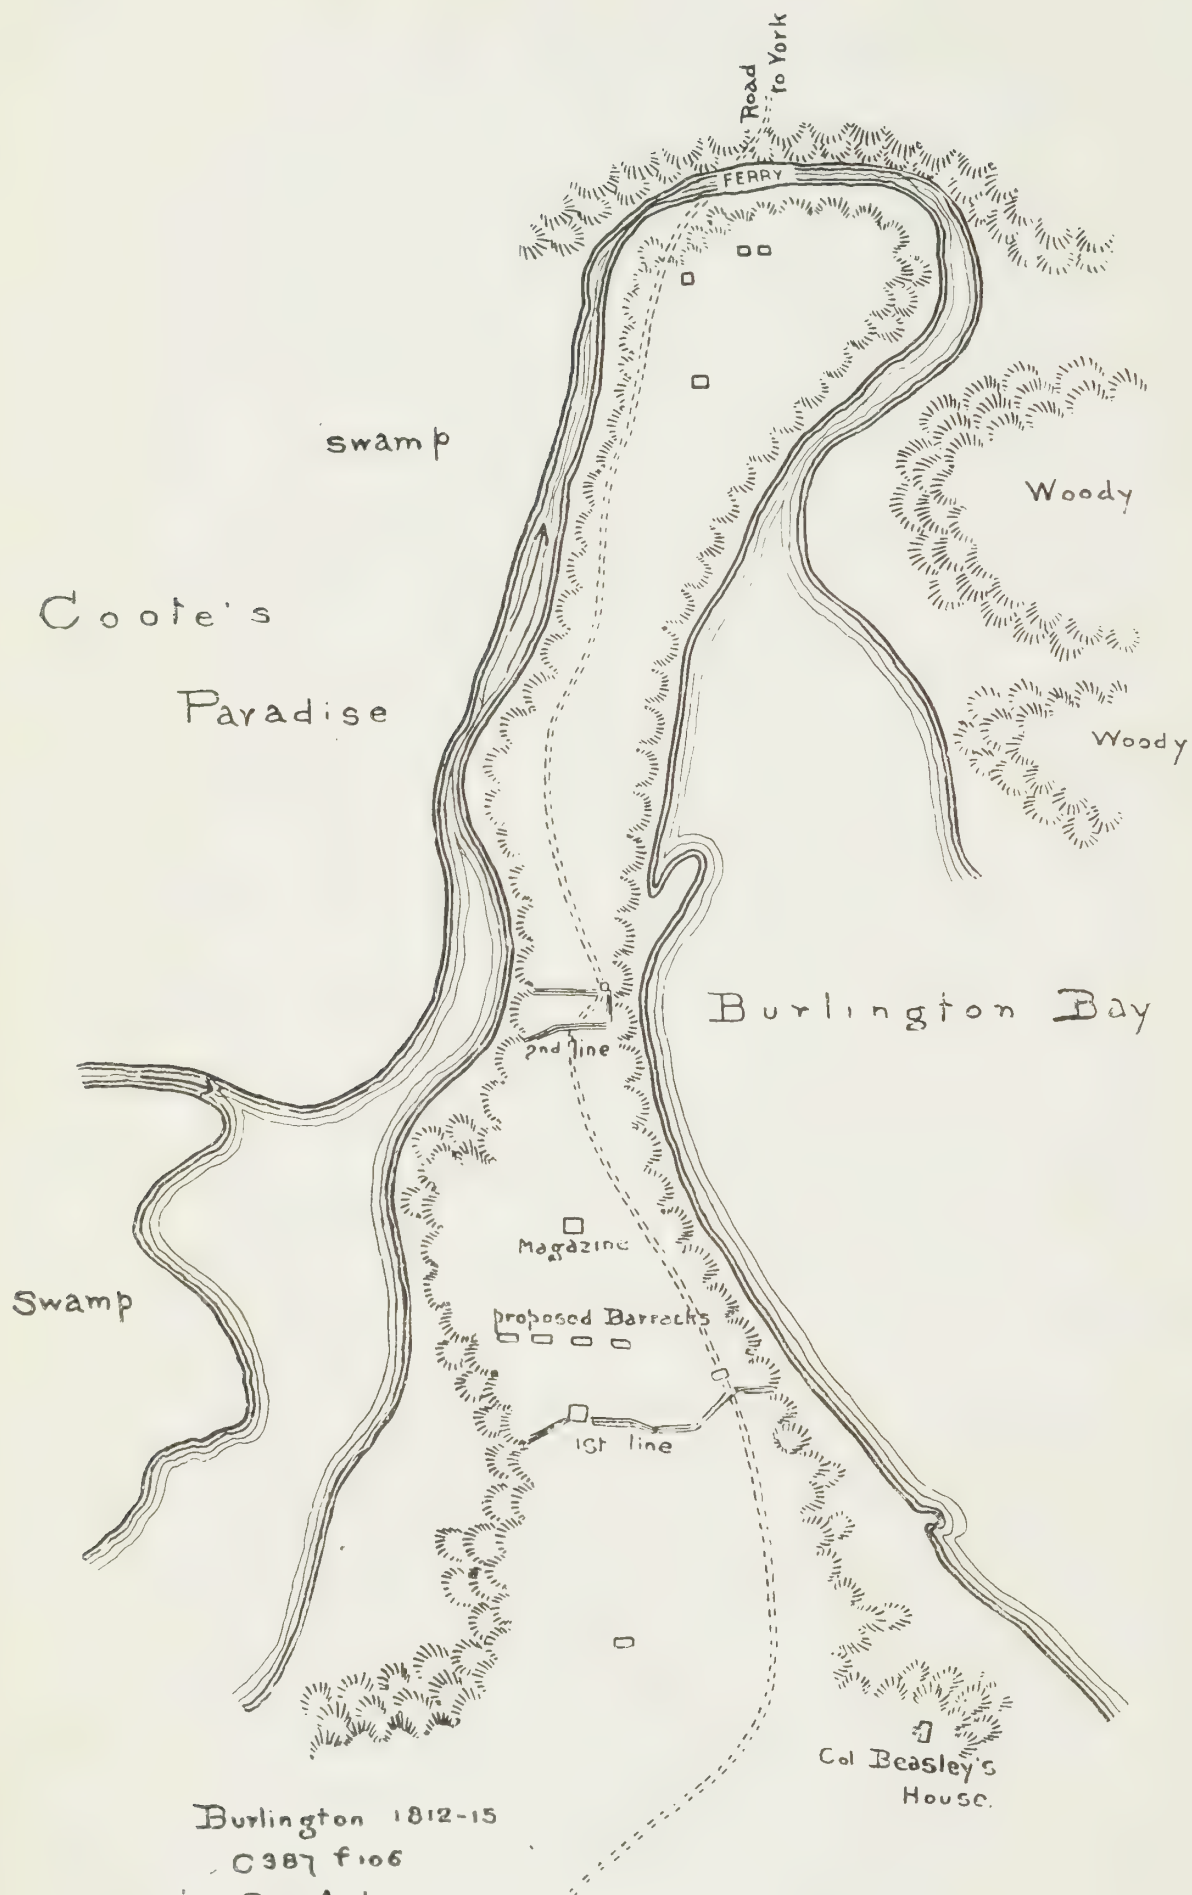 Road
to York
FERRY
swamp
Woody
Coote's
Paradise
Woody
Burlington Bay
2nd line
Magazine
Swamp
proposed Barracks
1st line
Col Beasley's
House.
Burlington 1812-15
C387 f106